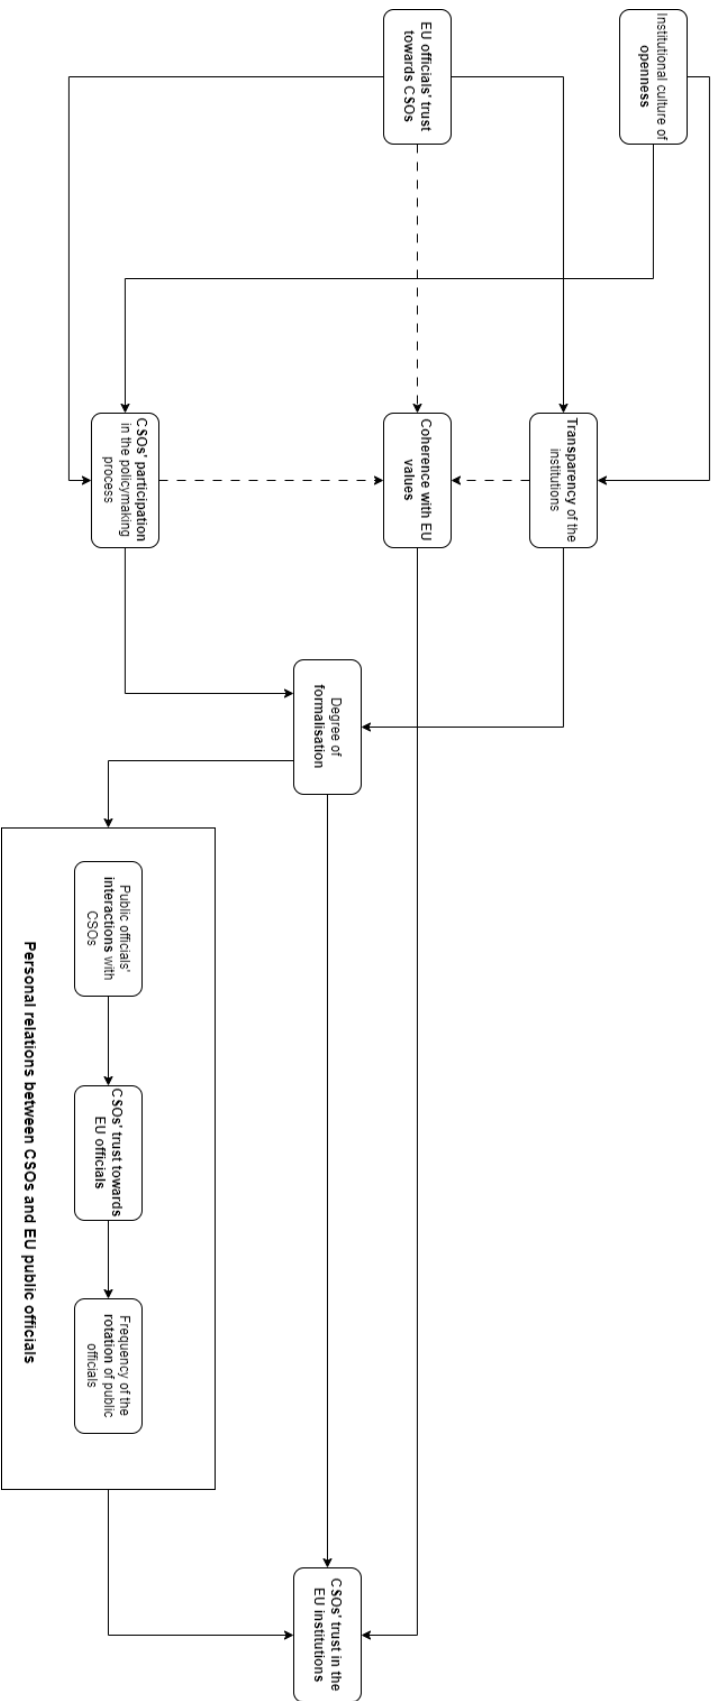 Institutional culture of
openness
EU officials' trust
towards CSOs
Transparency of the
institutions
Coherence with EU
values
CSOs' participation
in the policymaking
process
Degree of
formalisation
Public officials'
interactions with
CSOs
CSOs' trust towards
EU officials
Frequency of the
rotation of public
officials
Personal relations between CSOs and EU public officials
CSOs' trust in the
EU institutions